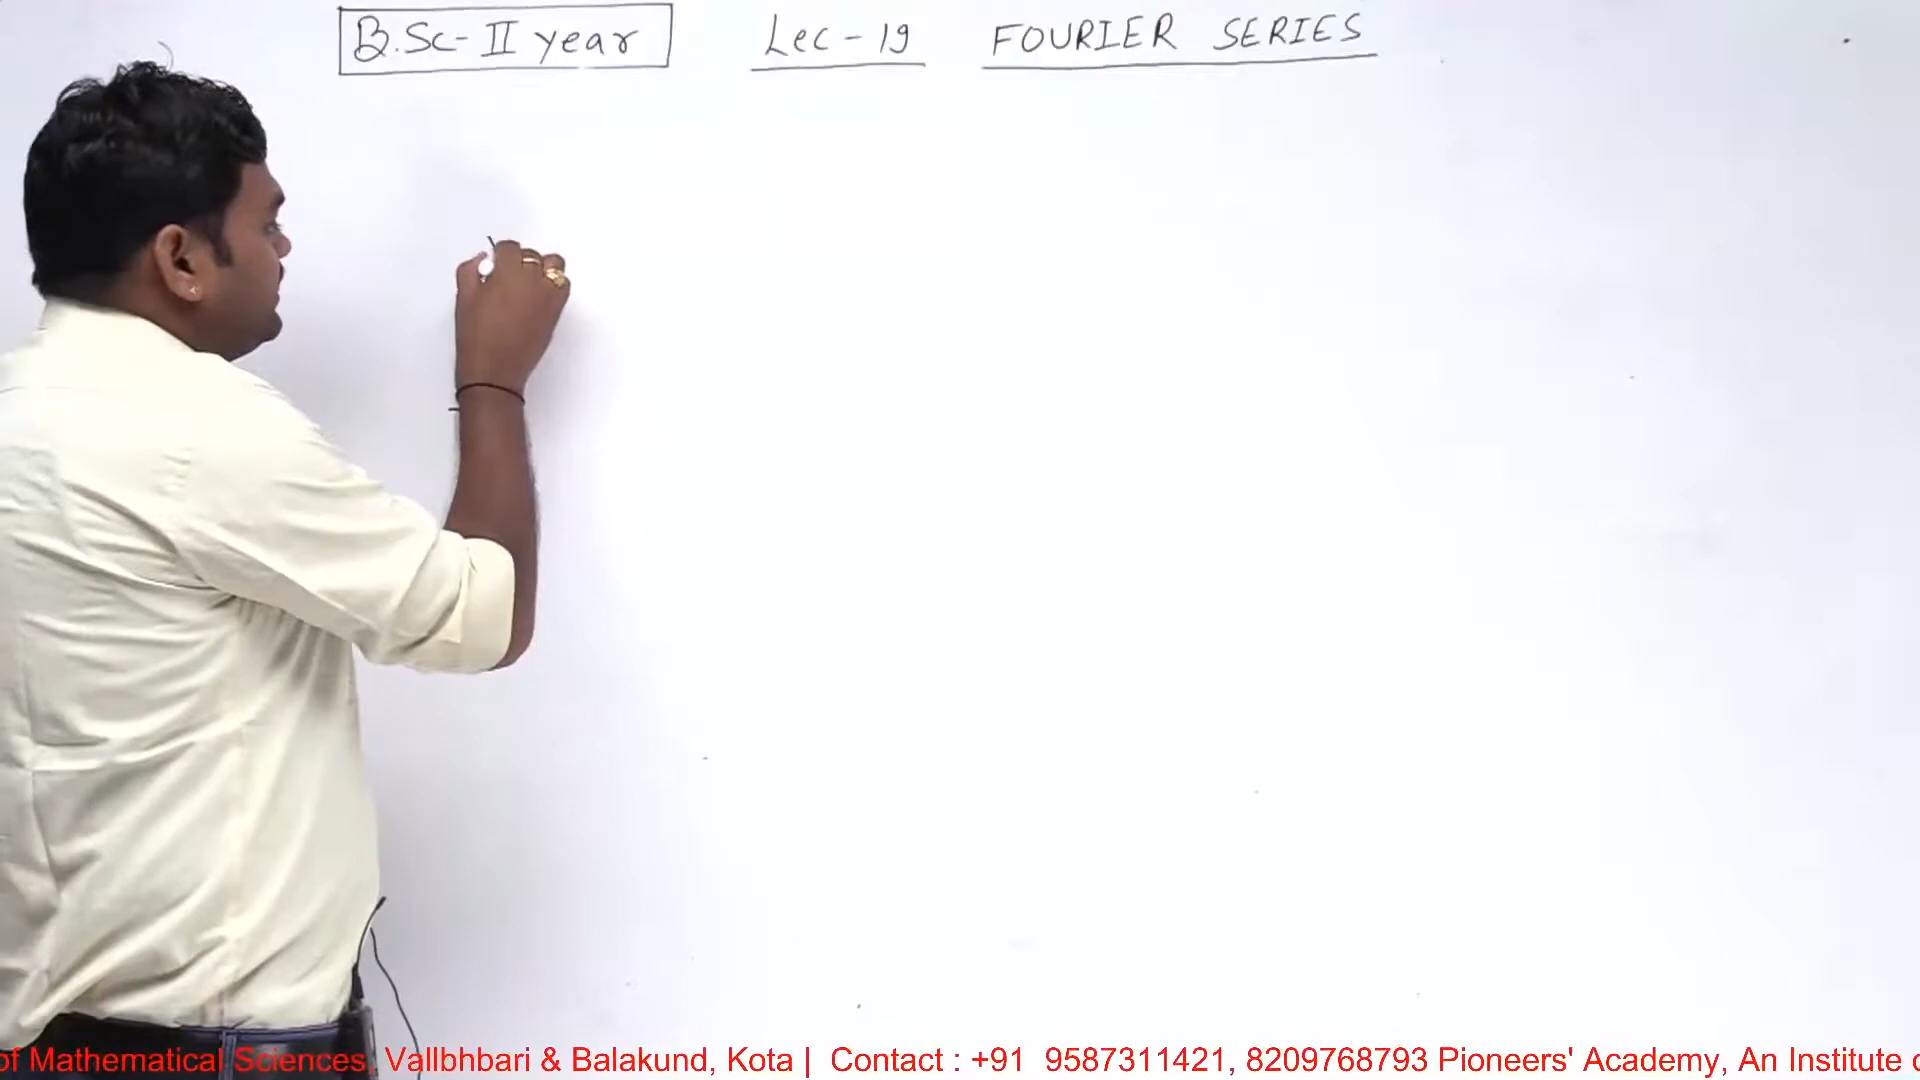 B.Sc- II year Lec - 19 FOURIER SERIES
of Mathematical Sciences, Vallbhbari & Balakund, Kota | Contact : +91 9587311421, 8209768793 Pioneers' Academy, An Institute